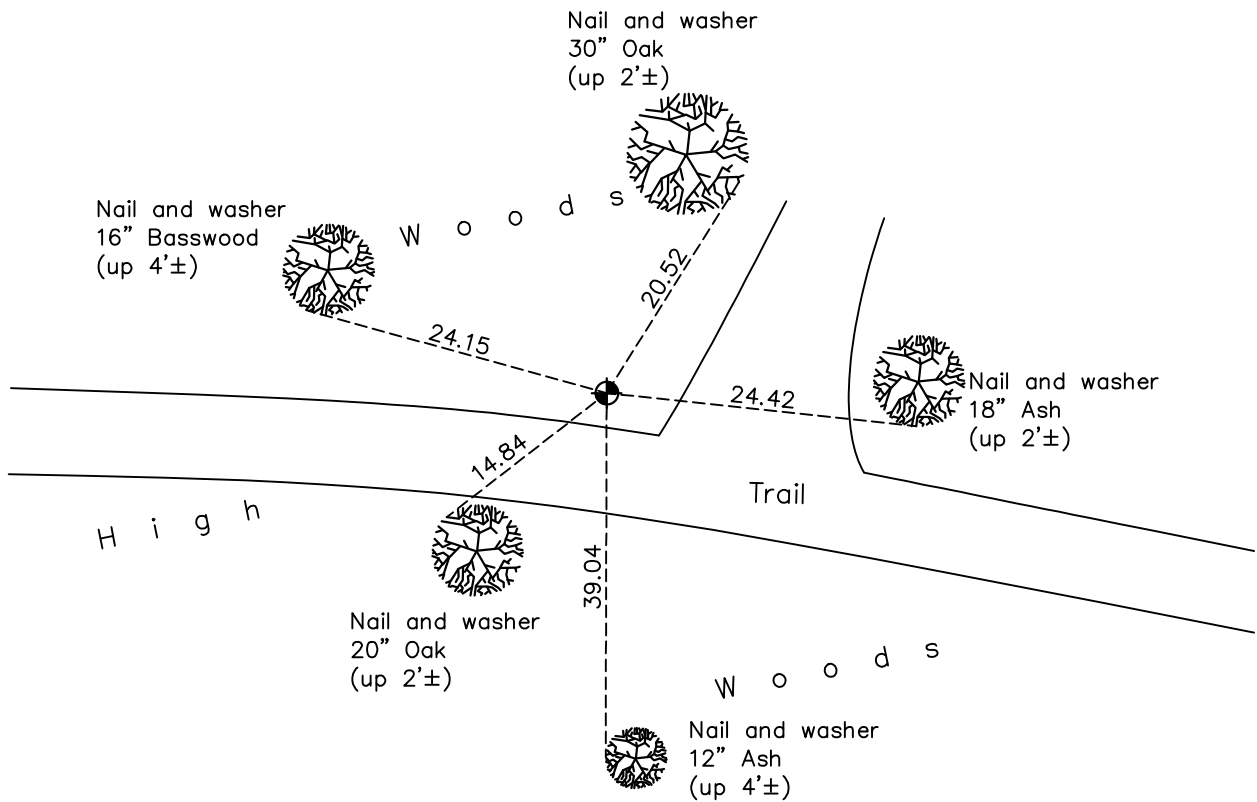 Nail and washer
30” Oak
(up 2’±)
Nail and washer
16” Basswood
(up 4’±)
W o o d s
20.52
24.15
24.42
Nail and washer
18” Ash
(up 2’±)
14.84
Trail
H i g h
39.04
Nail and washer
20” Oak
(up 2’±)
W o o d s
Nail and washer
12” Ash
(up 4’±)